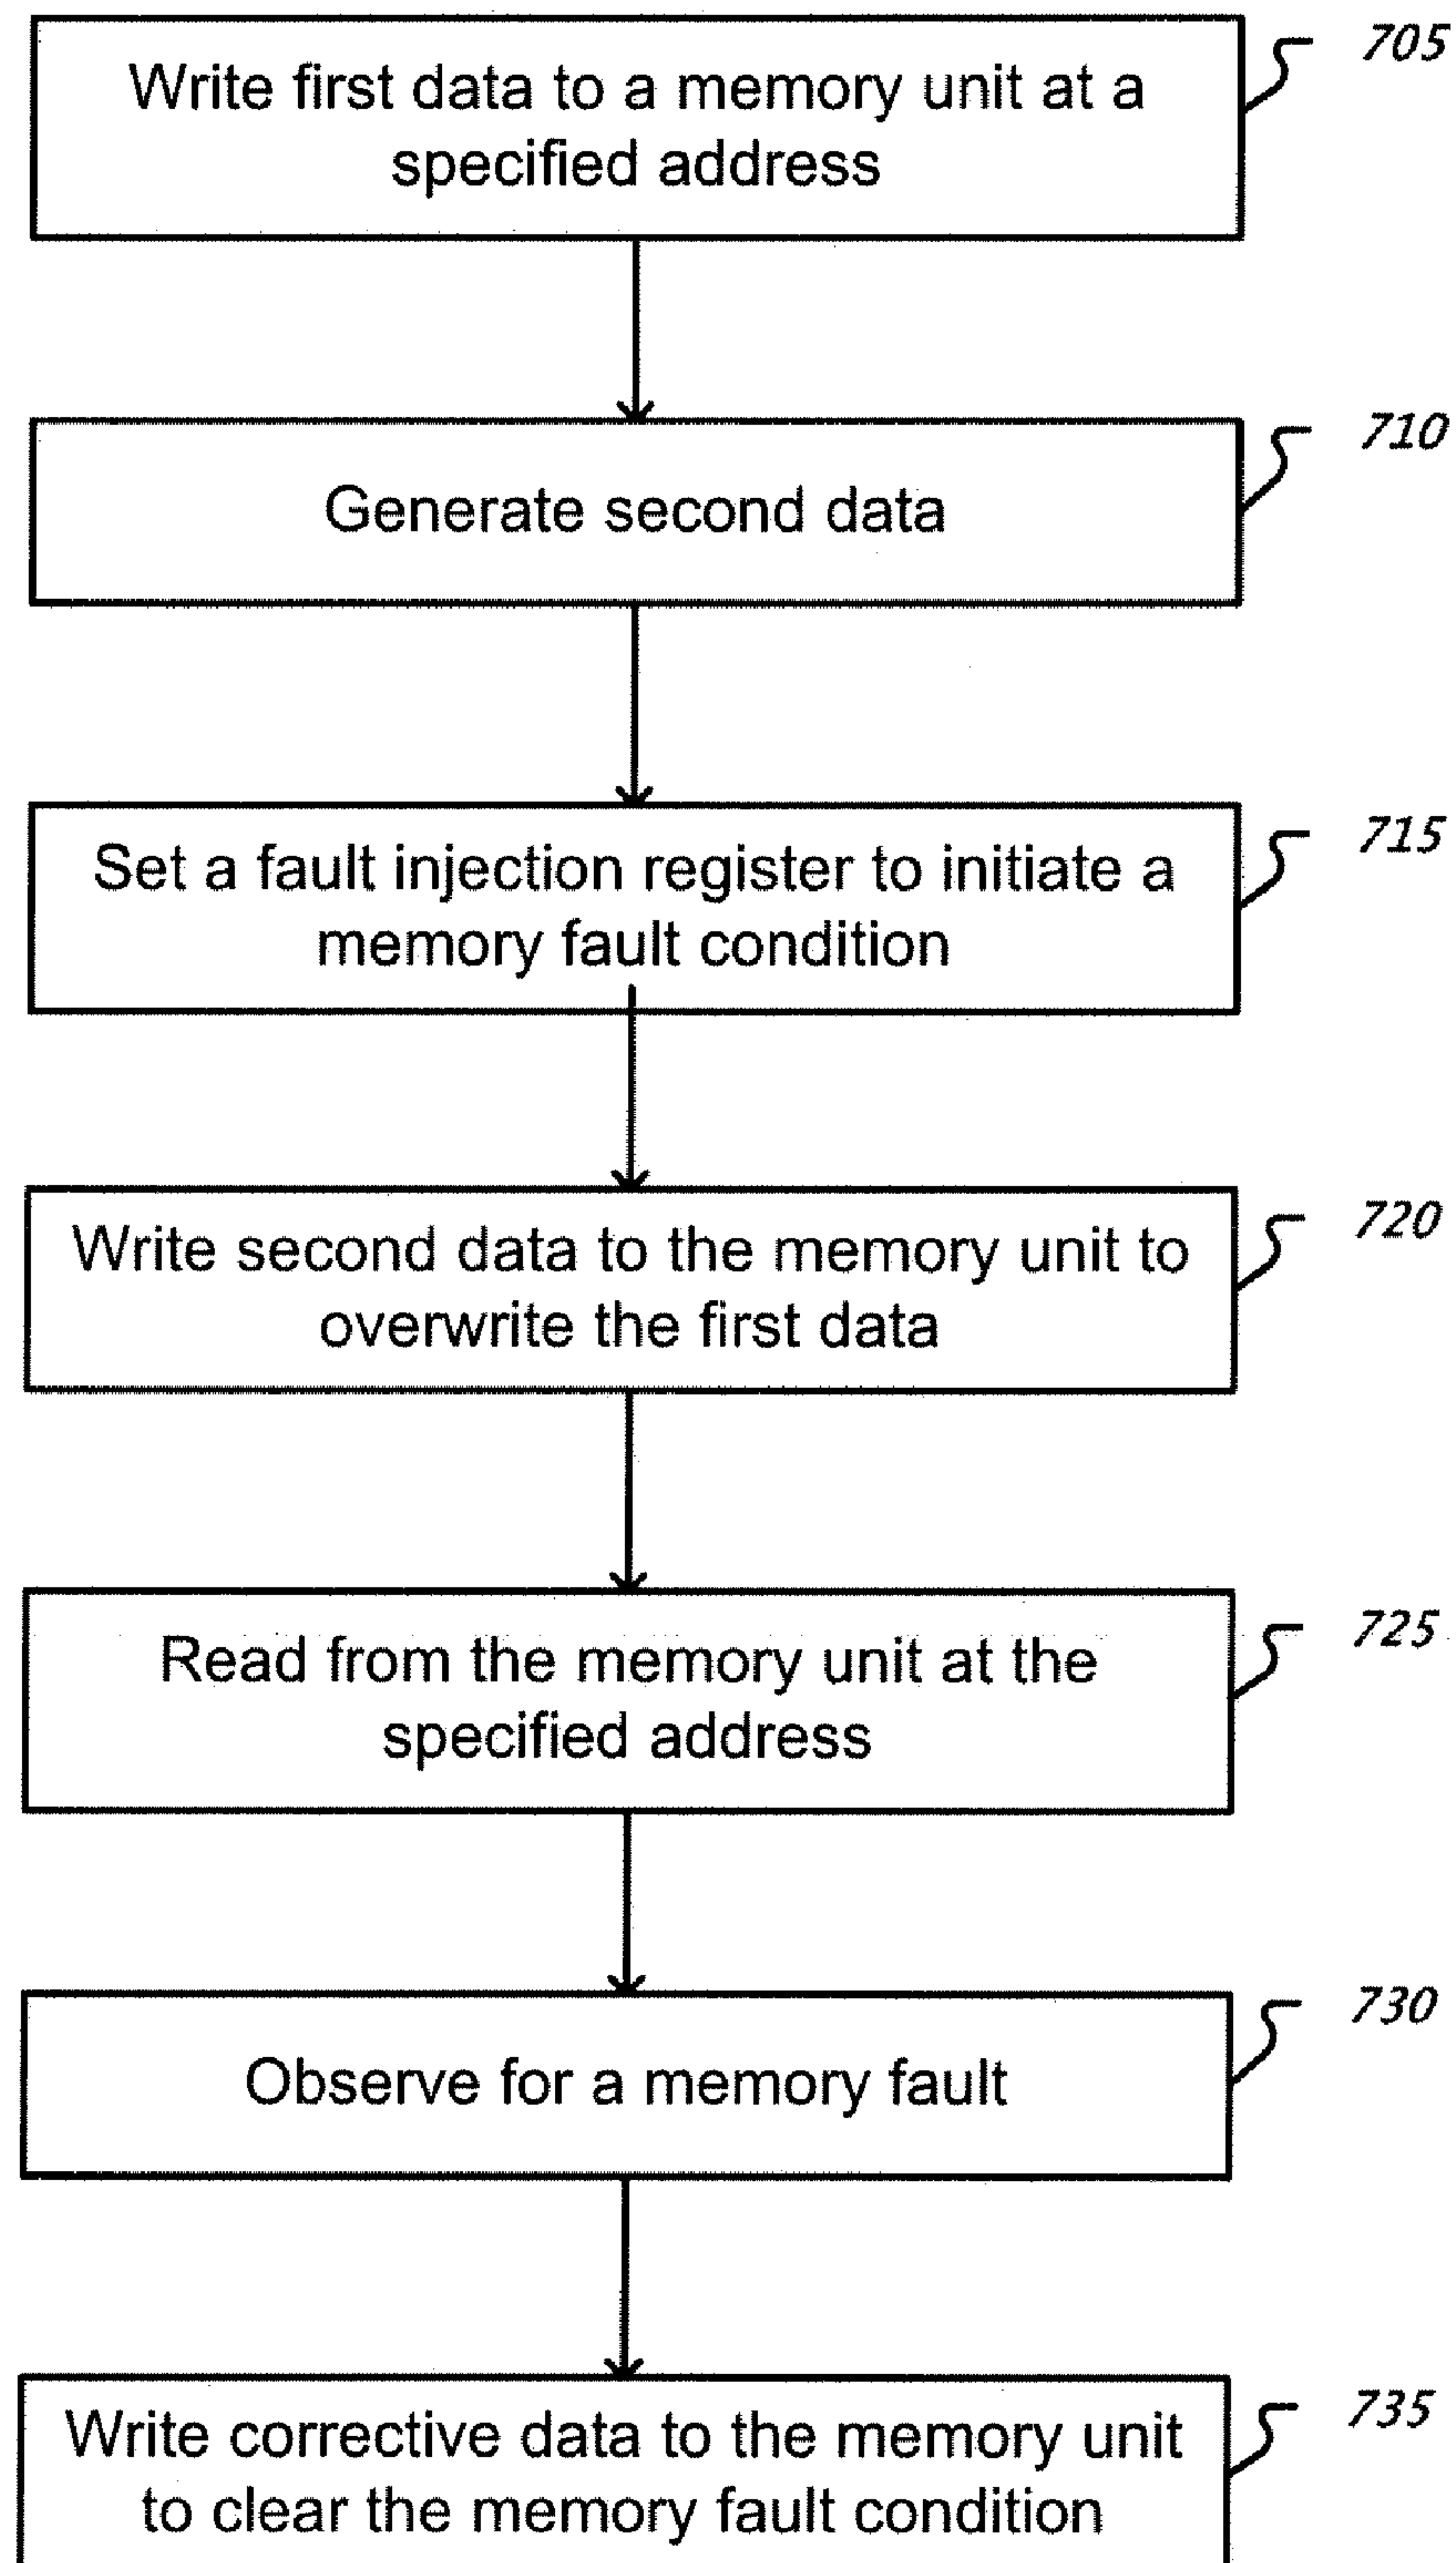 Write first data to a memory unit at a
specified address
705
Generate second data
710
Set a fault injection register to initiate a
memory fault condition
715
Write second data to the memory unit to
overwrite the first data
720
Read from the memory unit at the
specified address
725
Observe for a memory fault
730
Write corrective data to the memory unit
to clear the memory fault condition
735